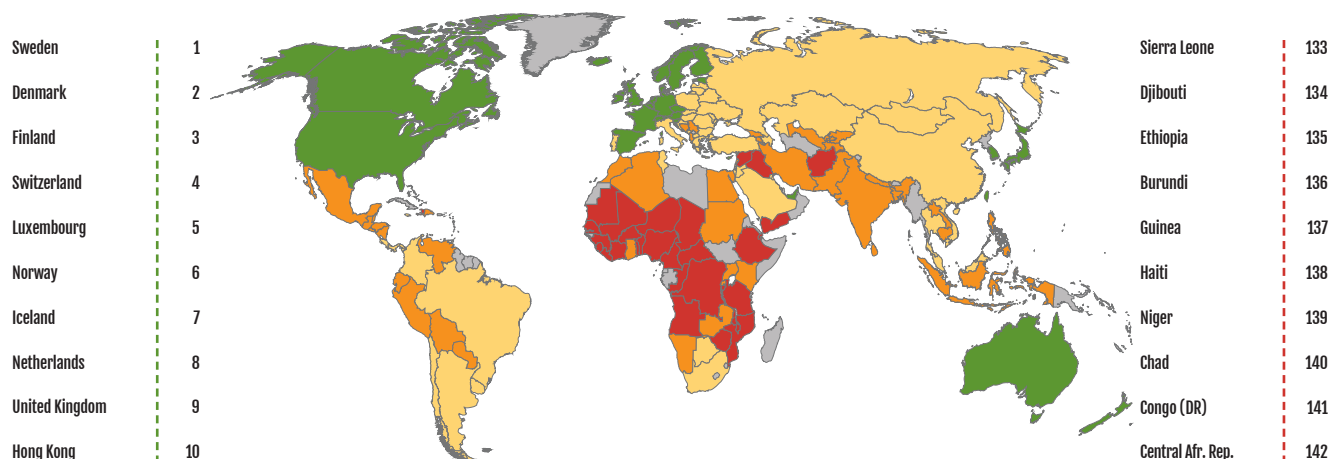 Sweden 1
Denmark 2
Finland 3
Switzerland 4
Luxembourg 5
Norway 6
Iceland 7
Netherlands 8
United Kingdom 9
Hong Kong 10
Sierra Leone 133
Djibouti 134
Ethiopia 135
Burundi 136
Guinea 137
Haiti 138
Niger 139
Chad 140
Congo (DR) 141
Central Afr. Rep. 142